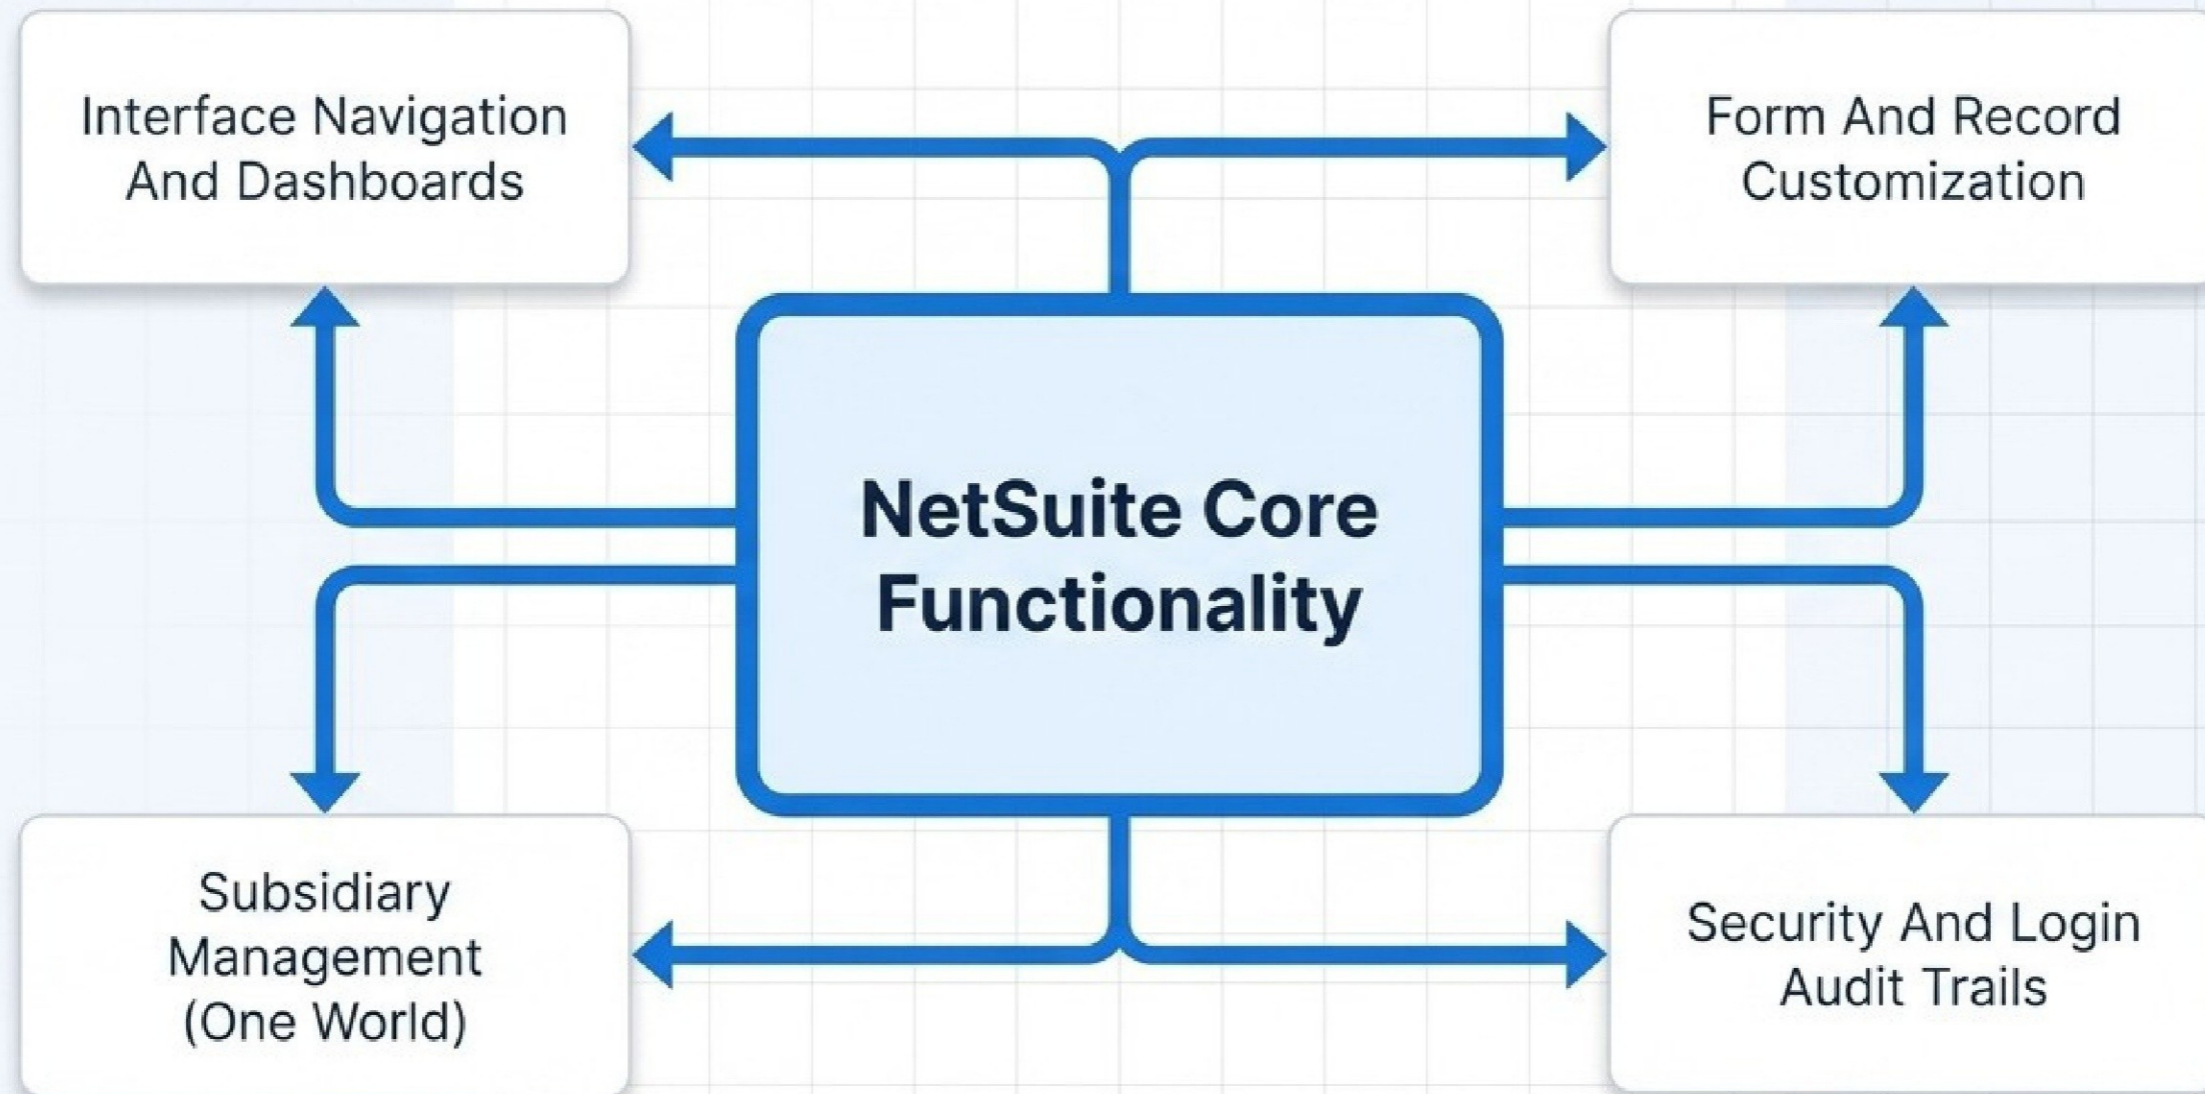 Interface Navigation
And Dashboards
Form And Record
Customization
NetSuite Core
Functionality
Subsidiary
Management
(One World)
Security And Login
Audit Trails